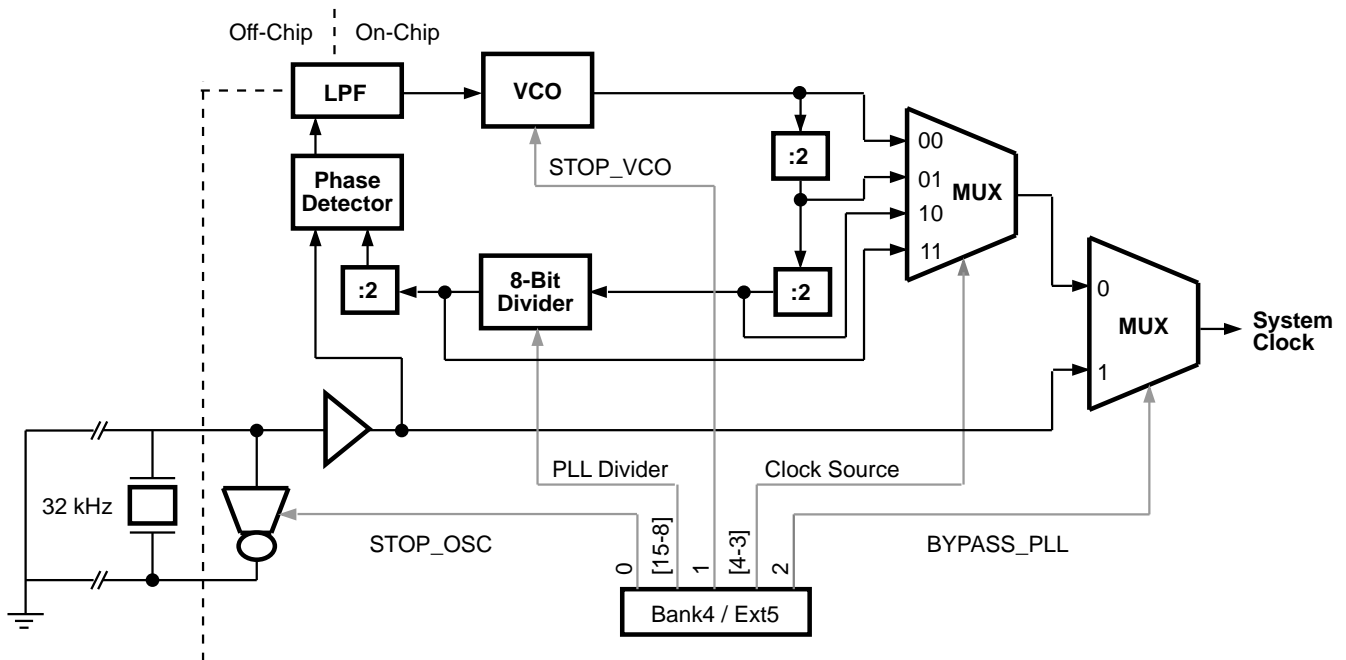 Off-Chip
On-Chip
LPF
VCO
:2
00
01
10
11
MUX
STOP_VCO
Phase
Detector
:2
8-Bit
Divider
:2
0
1
MUX
System
Clock
PLL Divider
Clock Source
32 kHz
STOP_OSC
BYPASS_PLL
0
[15-8]
1
[4-3]
2
Bank4 / Ext5